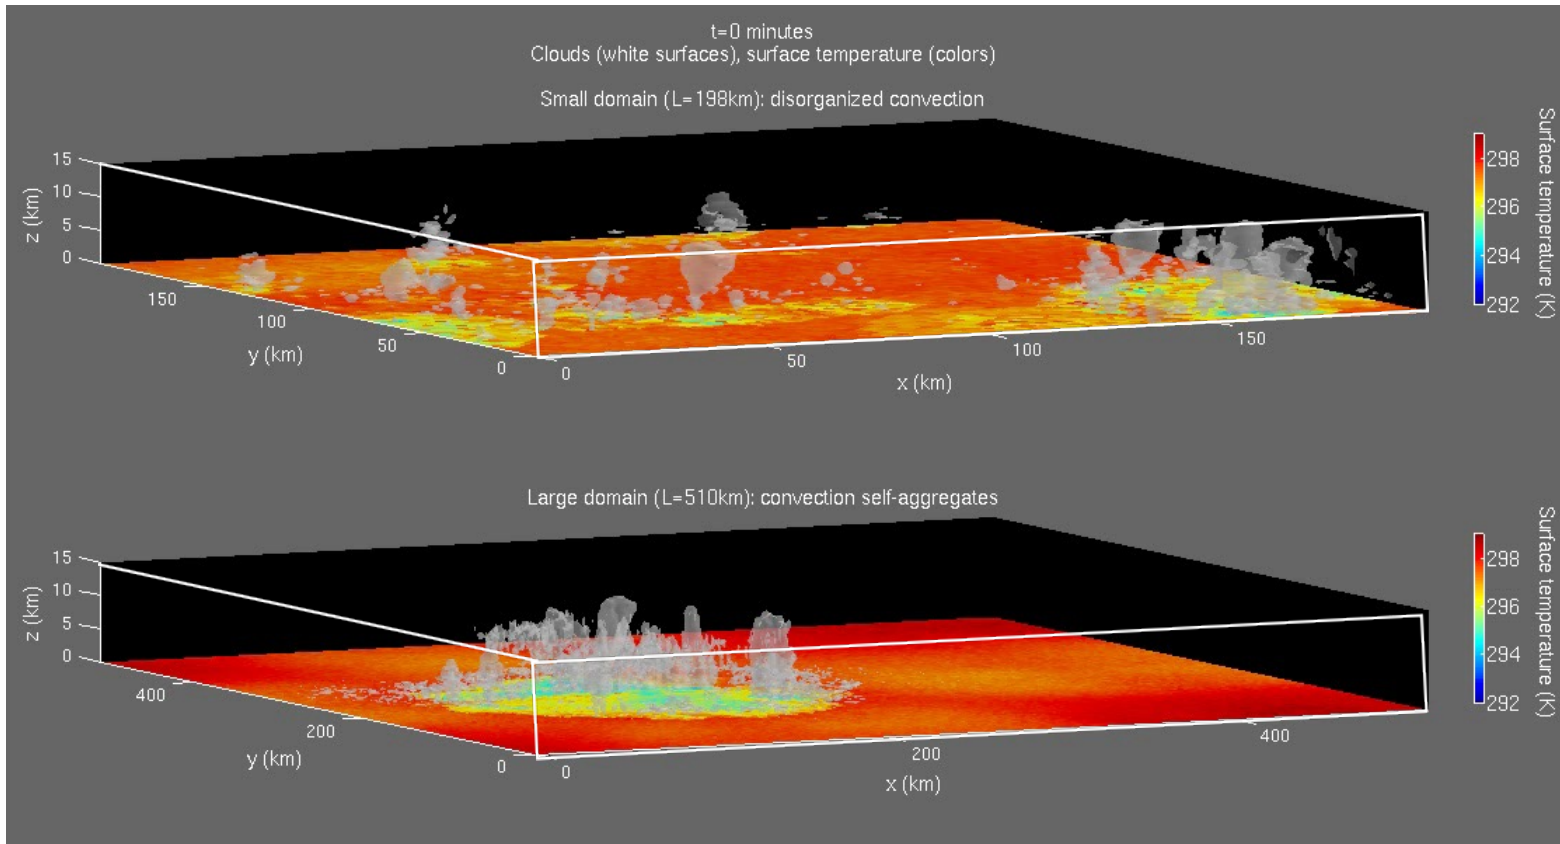 t=0 minutes
Clouds (white surfaces), surface temperature (colors)
Small domain (L=198km): disorganized convection
15
10
5
0
z (km)
150
100
50
0
y (km)
0
50
100
150
x (km)
298
296
294
292
Surface temperature (K)
Large domain (L=510km): convection self-aggregates
15
10
5
0
z (km)
400
200
0
y (km)
0
200
400
x (km)
298
296
294
292
Surface temperature (K)